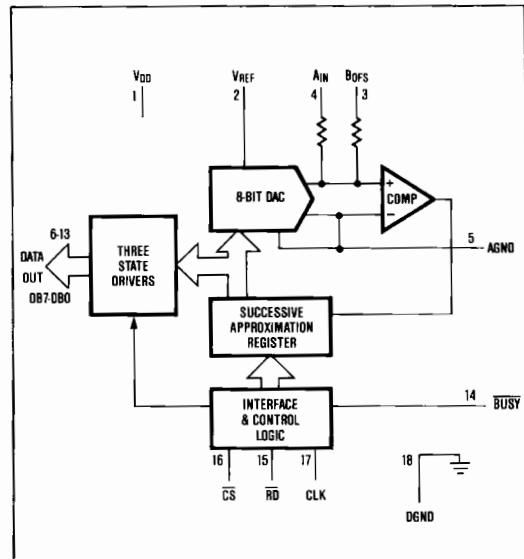 VDD
1
VREF
2
AIN
4
BOFS
3
8-BIT DAC
+
−
COMP
5
AGND
6-13
DATA
OUT
DB7-DB0
THREE
STATE
DRIVERS
SUCCESSIVE
APPROXIMATION
REGISTER
INTERFACE
& CONTROL
LOGIC
14
BUSY
16
15
17
CS
RD
CLK
18
DGND